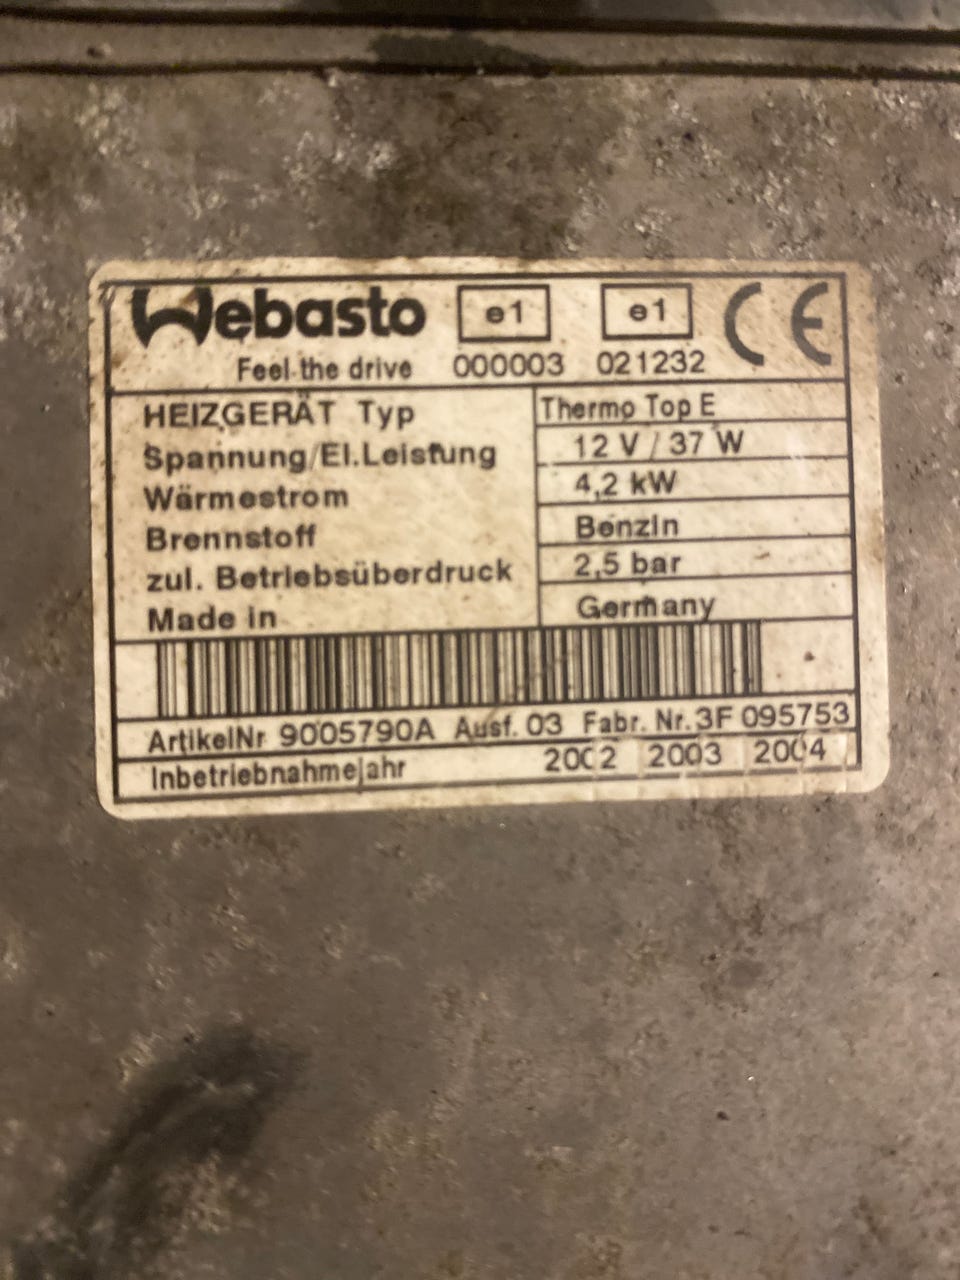 Webasto e1 e1 CE
Feel the drive 000003 021232
HEIZGERÄT Typ Thermo Top E
Spannung/El.Leistung 12 V / 37 W
Wärmestrom 4,2 kW
Brennstoff Benzin
zul. Betriebsüberdruck 2,5 bar
Made in Germany
ArtikelNr 9005790A Ausf. 03 Fabr. Nr. 3F 095753
Inbetriebnahmejahr 2002 2003 2004